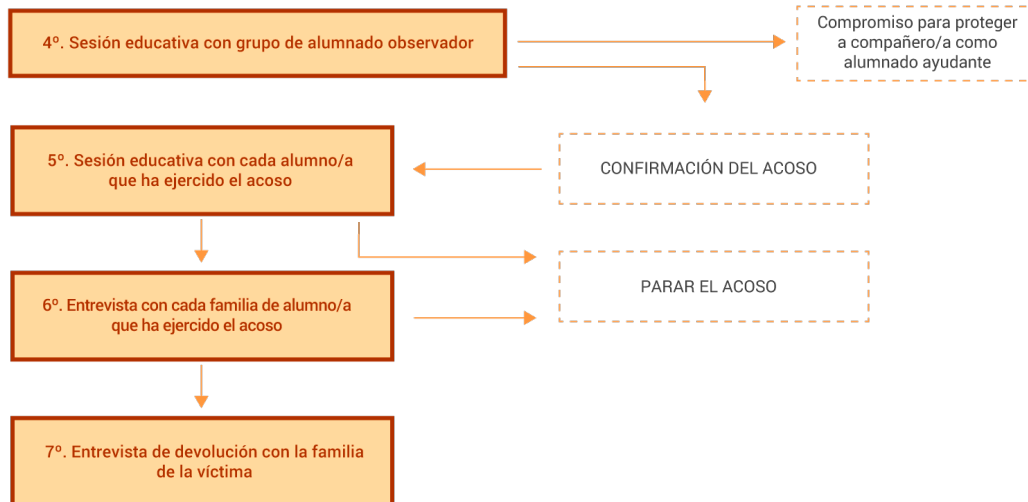 4º. Sesión educativa con grupo de alumnado observador
Compromiso para proteger
a compañero/a como
alumnado ayudante
5º. Sesión educativa con cada alumno/a
que ha ejercido el acoso
CONFIRMACIÓN DEL ACOSO
PARAR EL ACOSO
6º. Entrevista con cada familia de alumno/a
que ha ejercido el acoso
7º. Entrevista de devolución con la familia
de la víctima